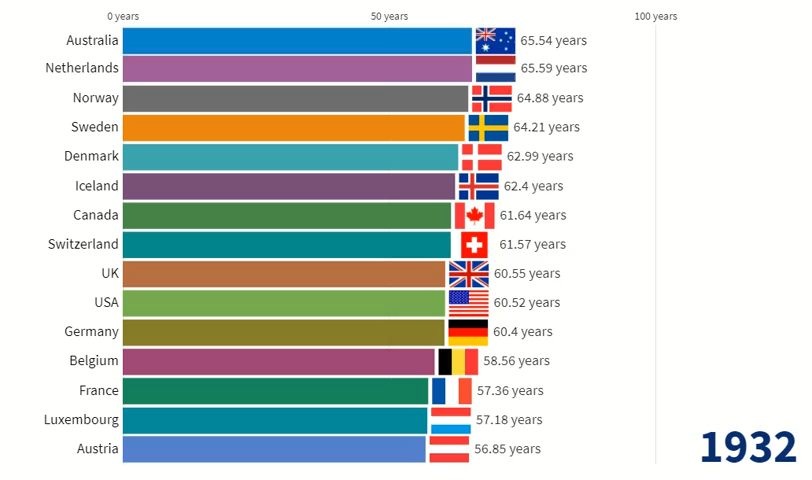 0 years 50 years 100 years
Australia 65.54 years
Netherlands 65.59 years
Norway 64.88 years
Sweden 64.21 years
Denmark 62.99 years
Iceland 62.4 years
Canada 61.64 years
Switzerland 61.57 years
UK 60.55 years
USA 60.52 years
Germany 60.4 years
Belgium 58.56 years
France 57.36 years
Luxembourg 57.18 years
Austria 56.85 years
1932